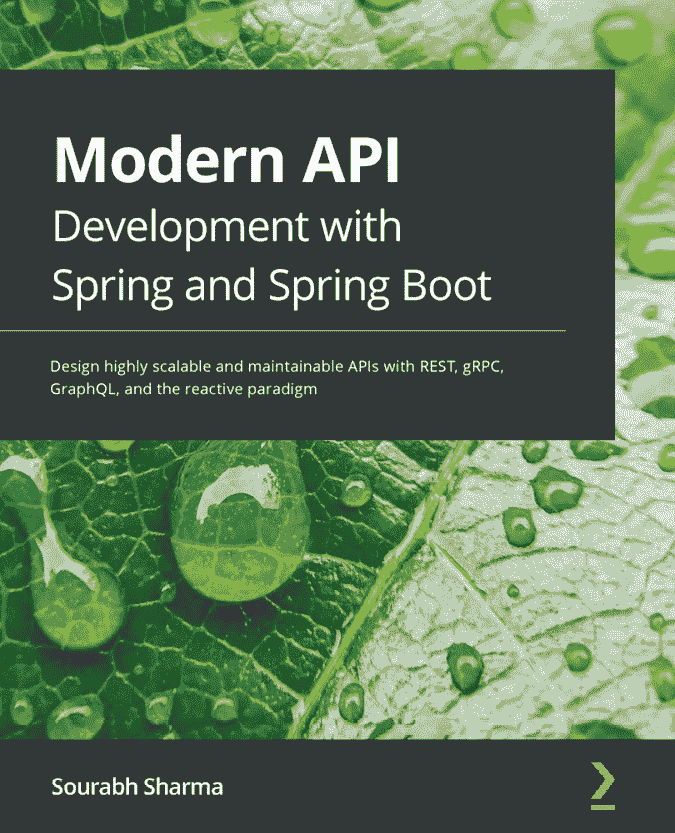 Modern API
Development with
Spring and Spring Boot
Design highly scalable and maintainable APIs with REST, gRPC,
GraphQL, and the reactive paradigm
Sourabh Sharma